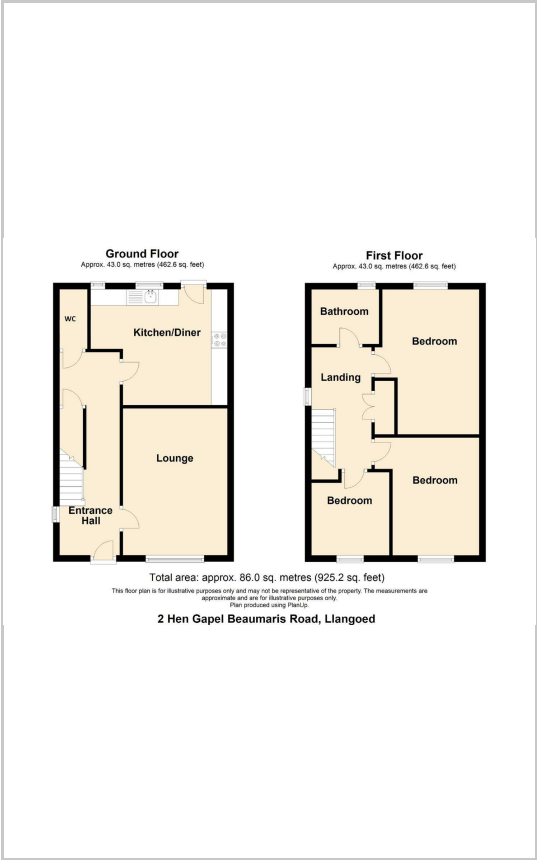 Ground Floor
Approx. 43.0 sq. metres (462.6 sq. feet)
WC
Kitchen/Diner
Lounge
Entrance
Hall
First Floor
Approx. 43.0 sq. metres (462.6 sq. feet)
Bathroom
Bedroom
Landing
Bedroom
Bedroom
Total area: approx. 86.0 sq. metres (925.2 sq. feet)
This floor plan is for illustrative purposes only and may not be representative of the property. The measurements are
approximate and are for illustrative purposes only.
Plan produced using PlanUp.
2 Hen Gapel Beaumaris Road, Llangoed